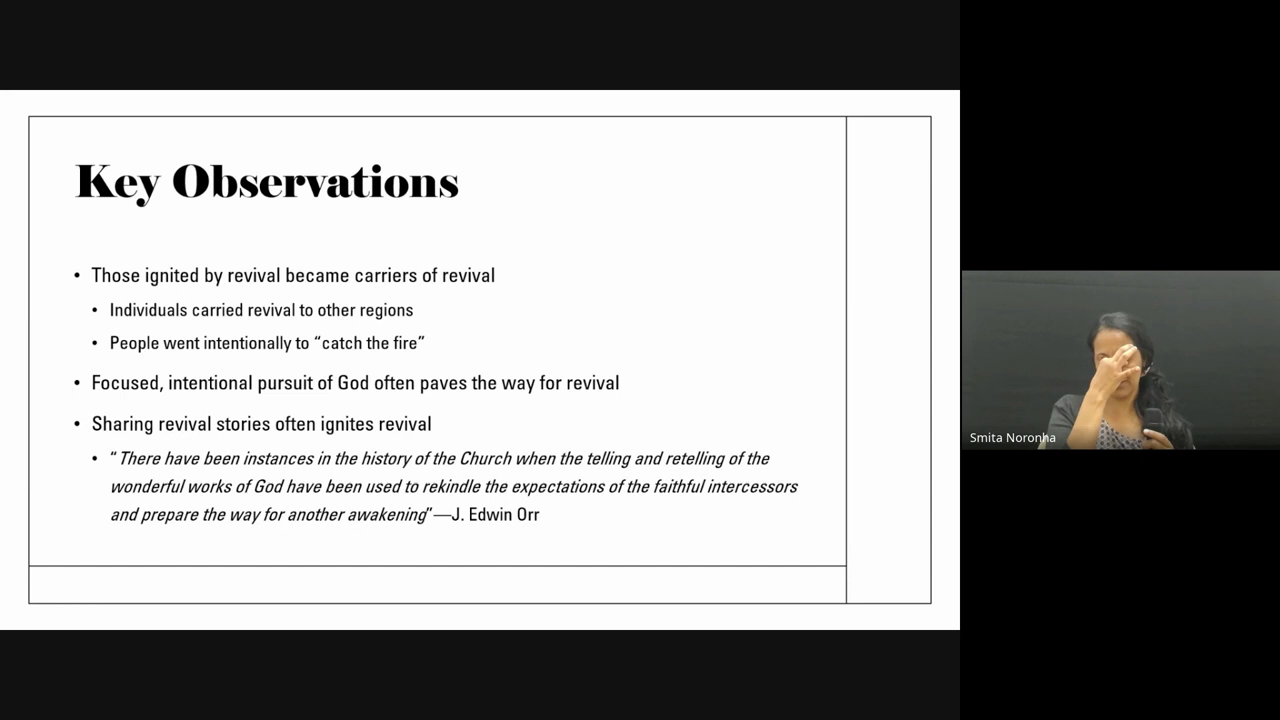 Key Observations
• Those ignited by revival became carriers of revival
• Individuals carried revival to other regions
• People went intentionally to “catch the fire”
• Focused, intentional pursuit of God often paves the way for revival
• Sharing revival stories often ignites revival
• “There have been instances in the history of the Church when the telling and retelling of the
wonderful works of God have been used to rekindle the expectations of the faithful intercessors
and prepare the way for another awakening”—J. Edwin Orr
Smita Noronha